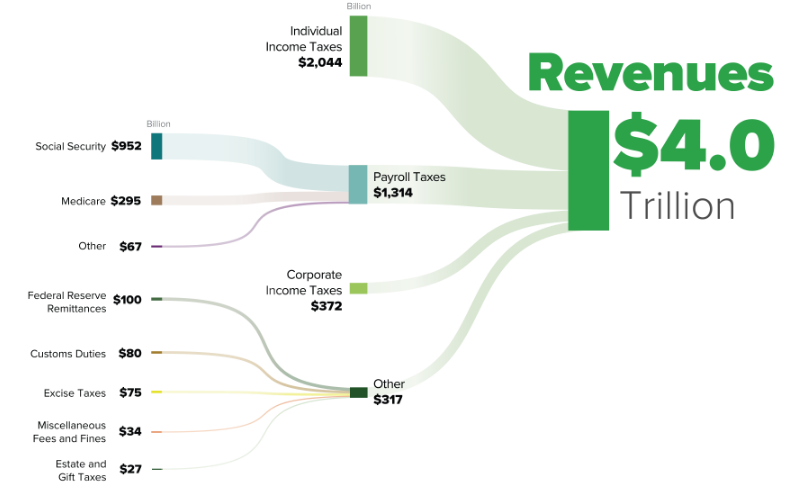 Billion
Individual
Income Taxes
$2,044
Revenues
$4.0
Trillion
Billion
Social Security $952
Medicare $295
Other $67
Payroll Taxes
$1,314
Corporate
Income Taxes
$372
Federal Reserve
Remittances
$100
Customs Duties $80
Excise Taxes $75
Miscellaneous
Fees and Fines
$34
Estate and
Gift Taxes
$27
Other
$317